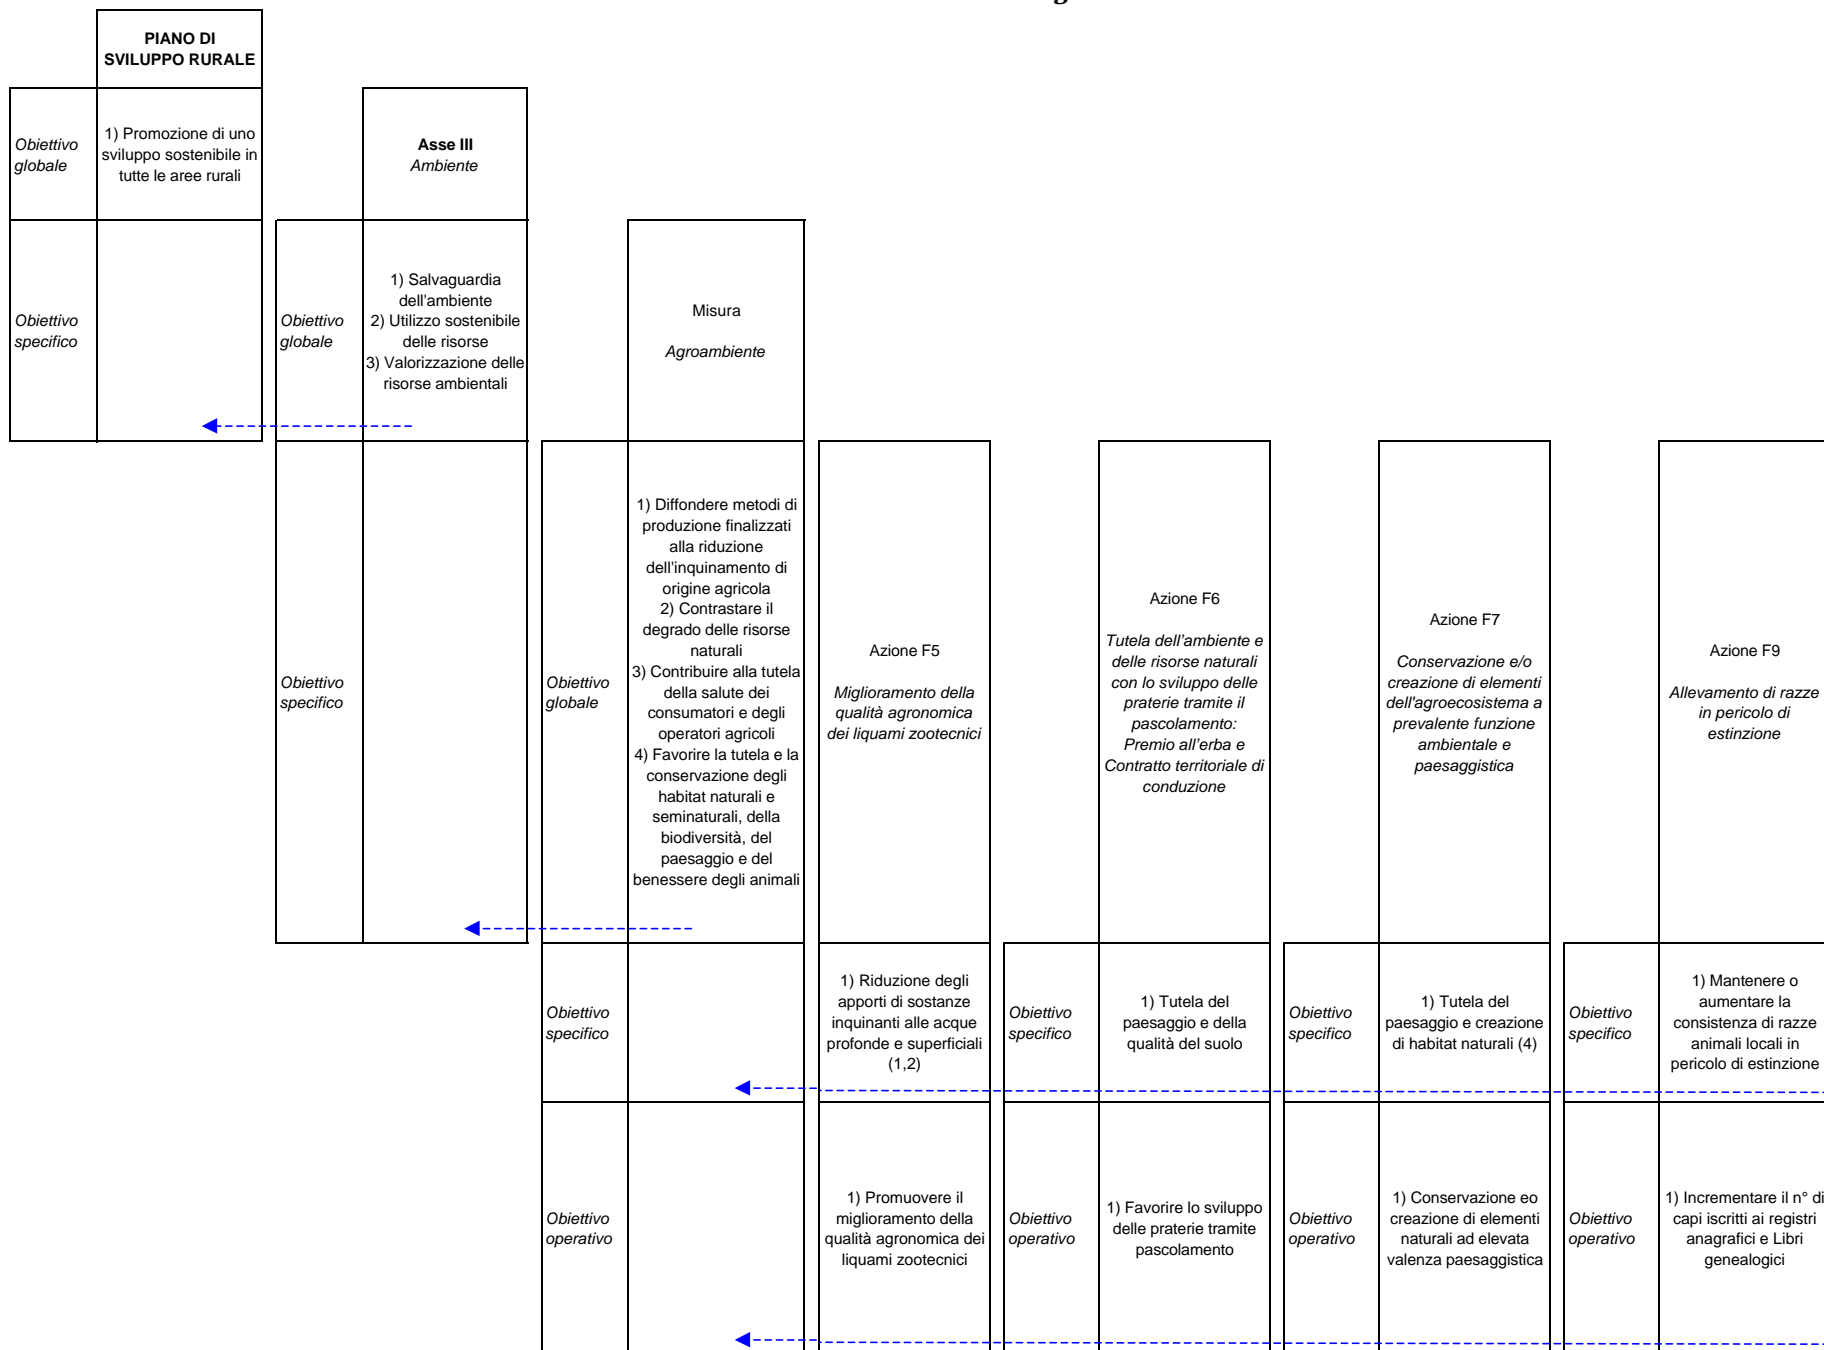 g
PIANO DI
SVILUPPO RURALE
Obiettivo
globale
1) Promozione di uno
sviluppo sostenibile in
tutte le aree rurali
Asse III
Ambiente
Obiettivo
specifico
Obiettivo
globale
1) Salvaguardia
dell'ambiente
2) Utilizzo sostenibile
delle risorse
3) Valorizzazione delle
risorse ambientali
Misura
Agroambiente
Obiettivo
specifico
Obiettivo
globale
1) Diffondere metodi di
produzione finalizzati
alla riduzione
dell'inquinamento di
origine agricola
2) Contrastare il
degrado delle risorse
naturali
3) Contribuire alla tutela
della salute dei
consumatori e degli
operatori agricoli
4) Favorire la tutela e la
conservazione degli
habitat naturali e
seminaturali, della
biodiversità, del
paesaggio e del
benessere degli animali
Azione F5
Miglioramento della
qualità agronomica
dei liquami zootecnici
Azione F6
Tutela dell'ambiente e
delle risorse naturali
con lo sviluppo delle
praterie tramite il
pascolamento:
Premio all'erba e
Contratto territoriale di
conduzione
Azione F7
Conservazione e/o
creazione di elementi
dell'agroecosistema a
prevalente funzione
ambientale e
paesaggistica
Azione F9
Allevamento di razze
in pericolo di
estinzione
Obiettivo
specifico
1) Riduzione degli
apporti di sostanze
inquinanti alle acque
profonde e superficiali
(1,2)
Obiettivo
specifico
1) Tutela del
paesaggio e della
qualità del suolo
Obiettivo
specifico
1) Tutela del
paesaggio e creazione
di habitat naturali (4)
Obiettivo
specifico
1) Mantenere o
aumentare la
consistenza di razze
animali locali in
pericolo di estinzione
Obiettivo
operativo
1) Promuovere il
miglioramento della
qualità agronomica dei
liquami zootecnici
Obiettivo
operativo
1) Favorire lo sviluppo
delle praterie tramite
pascolamento
Obiettivo
operativo
1) Conservazione eo
creazione di elementi
naturali ad elevata
valenza paesaggistica
Obiettivo
operativo
1) Incrementare il n° di
capi iscritti ai registri
anagrafici e Libri
genealogici